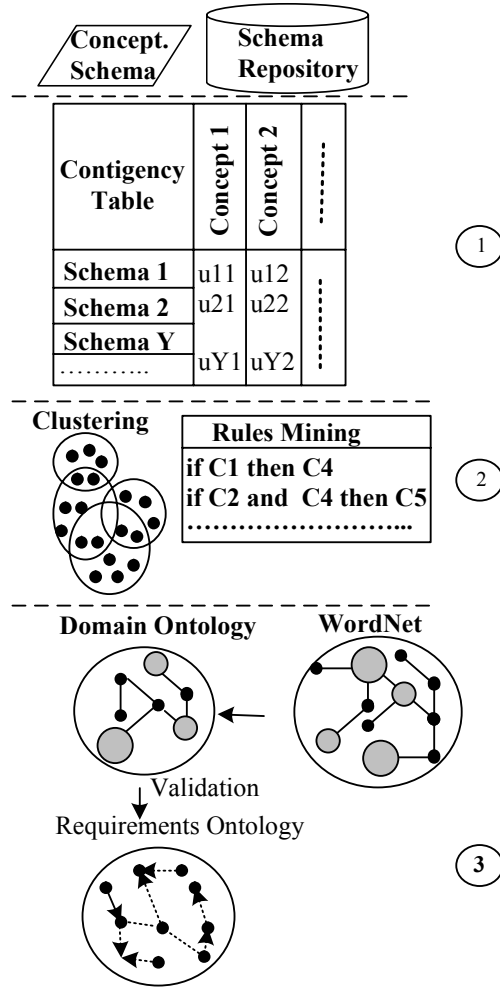 Concept.
Schema
Schema
Repository
Contigency
Table
Concept 1
Concept 2
Schema 1
u11
u12
Schema 2
u21
u22
Schema Y
………..
uY1
uY2
1
Clustering
Rules Mining
if C1 then C4
if C2 and C4 then C5
……………………...
2
Domain Ontology
WordNet
Validation
Requirements Ontology
3